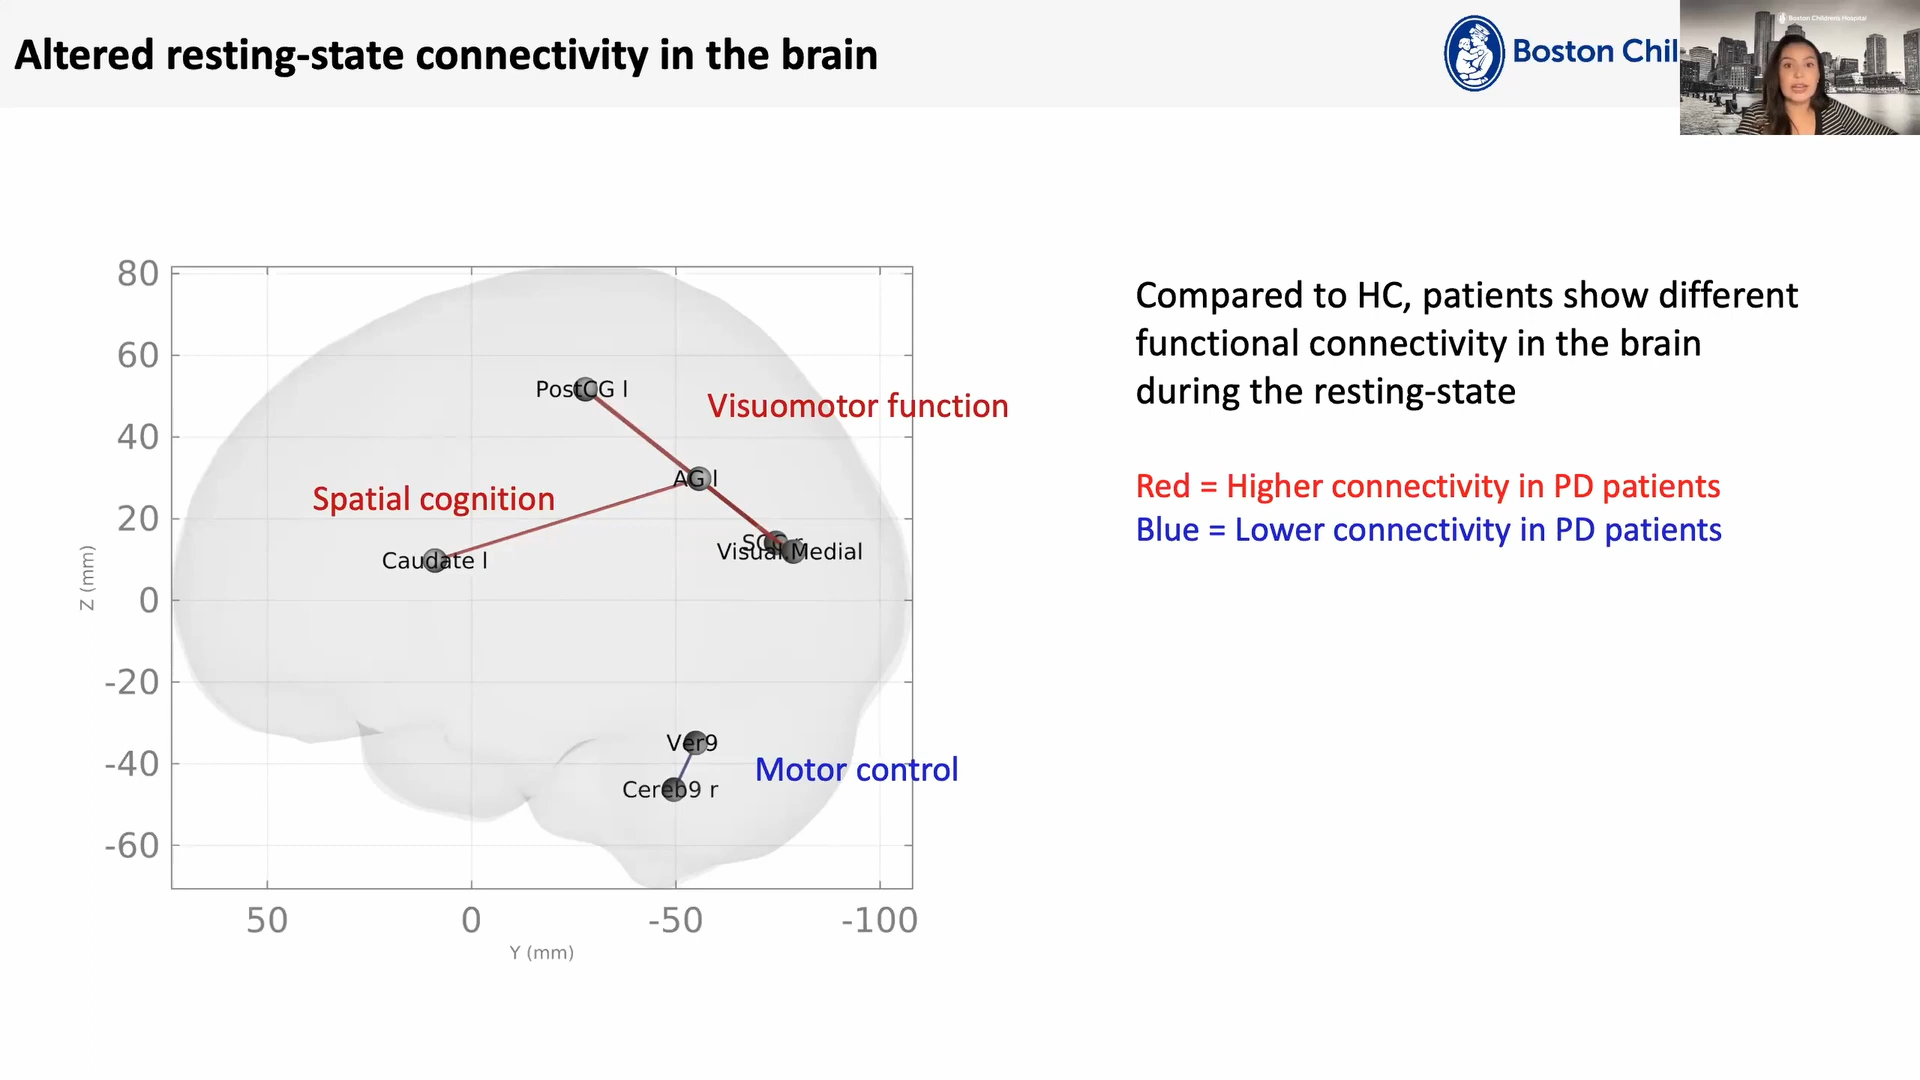 Altered resting-state connectivity in the brain
Boston Chil
Boston Children's Hospital
80
60
40
20
0
-20
-40
-60
Z (mm)
50
0
-50
-100
Y (mm)
PostCG l
Visuomotor function
AG l
Spatial cognition
Caudate l
Visual.Medial
Ver9
Motor control
Cereb9 r
Compared to HC, patients show different
functional connectivity in the brain
during the resting-state
Red = Higher connectivity in PD patients
Blue = Lower connectivity in PD patients